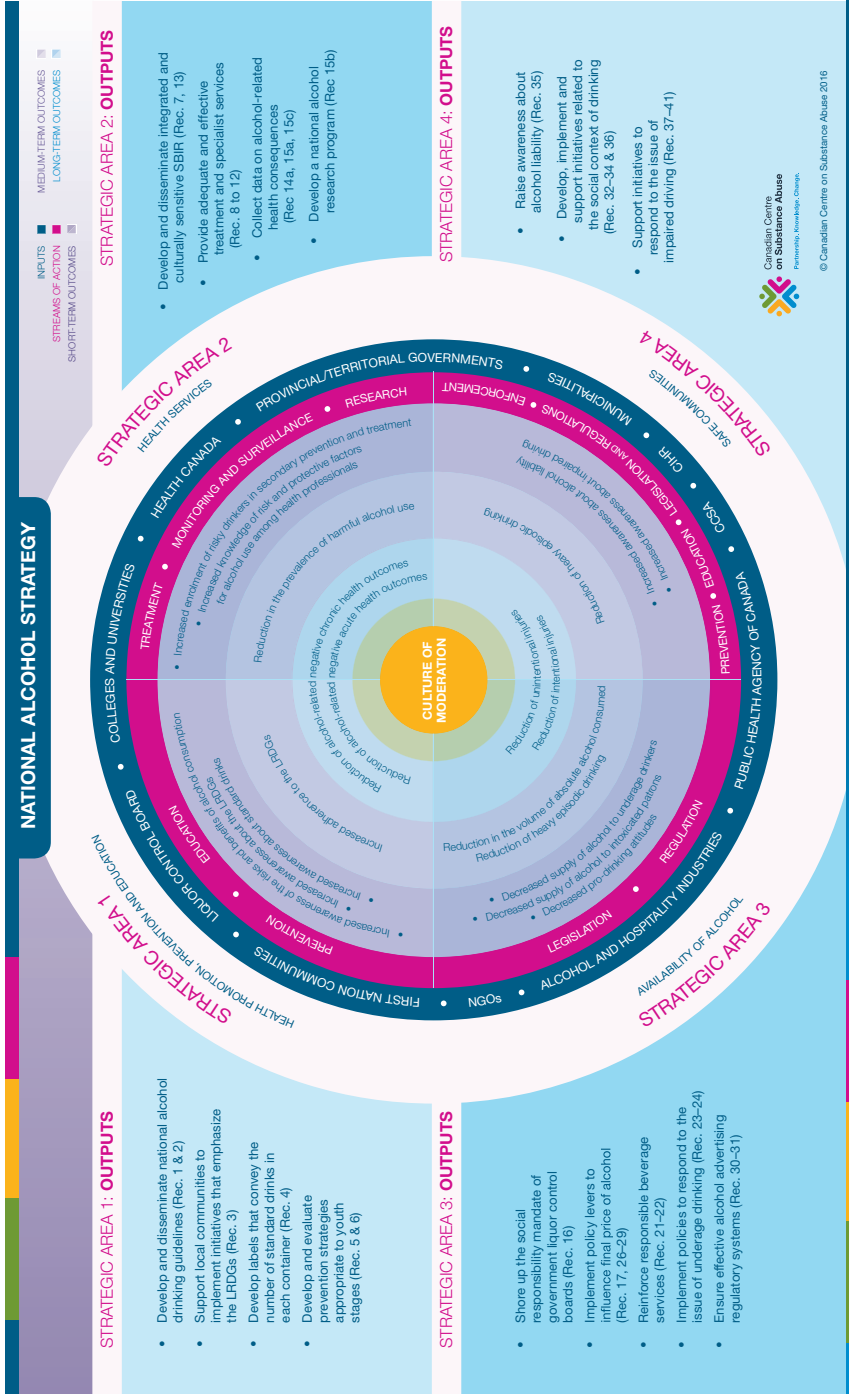 NATIONAL ALCOHOL STRATEGY
INPUTS
STREAMS OF ACTION
SHORT-TERM OUTCOMES
MEDIUM-TERM OUTCOMES
LONG-TERM OUTCOMES
STRATEGIC AREA 1: OUTPUTS
• Develop and disseminate national alcohol
drinking guidelines (Rec. 1 & 2)
• Support local communities to
implement initiatives that emphasize
the LRDGs (Rec. 3)
• Develop labels that convey the
number of standard drinks in
each container (Rec. 4)
• Develop and evaluate
prevention strategies
appropriate to youth
stages (Rec. 5 & 6)
STRATEGIC AREA 2: OUTPUTS
• Develop and disseminate integrated and
culturally sensitive SBIR (Rec. 7, 13)
• Provide adequate and effective
treatment and specialist services
(Rec. 8 to 12)
• Collect data on alcohol-related
health consequences
(Rec 14a, 15a, 15c)
• Develop a national alcohol
research program (Rec 15b)
STRATEGIC AREA 1
HEALTH PROMOTION, PREVENTION AND EDUCATION
STRATEGIC AREA 2
HEALTH SERVICES
FIRST NATION COMMUNITIES • LIQUOR CONTROL BOARD • COLLEGES AND UNIVERSITIES • HEALTH CANADA • PROVINCIAL/TERRITORIAL GOVERNMENTS • MUNICIPALITIES • CIHR • CCSA • PUBLIC HEALTH AGENCY OF CANADA • ALCOHOL AND HOSPITALITY INDUSTRIES • NGOs •
PREVENTION • EDUCATION
• Increased awareness of the risks and benefits of alcohol consumption
• Increased awareness about the LRDGs
• Increased awareness about standard drinks
Increased adherence to the LRDGs
TREATMENT • MONITORING AND SURVEILLANCE • RESEARCH
• Increased enrolment of risky drinkers in secondary prevention and treatment
• Increased knowledge of risk and protective factors
for alcohol use among health professionals
Reduction in the prevalence of harmful alcohol use
Reduction of alcohol-related negative chronic health outcomes
Reduction of alcohol-related negative acute health outcomes
CULTURE OF
MODERATION
Reduction of unintentional injuries
Reduction of intentional injuries
Reduction in the volume of absolute alcohol consumed
Reduction of heavy episodic drinking
• Decreased supply of alcohol to underage drinkers
• Decreased supply of alcohol to intoxicated patrons
• Decreased pro-drinking attitudes
LEGISLATION • REGULATION
Reduction of heavy episodic drinking
• Increased awareness about alcohol liability
• Increased awareness about impaired driving
PREVENTION • EDUCATION • LEGISLATION AND REGULATIONS • ENFORCEMENT
AVAILABILITY OF ALCOHOL
STRATEGIC AREA 3
SAFE COMMUNITIES
STRATEGIC AREA 4
STRATEGIC AREA 3: OUTPUTS
• Shore up the social
responsibility mandate of
government liquor control
boards (Rec. 16)
• Implement policy levers to
influence final price of alcohol
(Rec. 17, 26–29)
• Reinforce responsible beverage
services (Rec. 21–22)
• Implement policies to respond to the
issue of underage drinking (Rec. 23–24)
• Ensure effective alcohol advertising
regulatory systems (Rec. 30–31)
STRATEGIC AREA 4: OUTPUTS
• Raise awareness about
alcohol liability (Rec. 35)
• Develop, implement and
support initiatives related to
the social context of drinking
(Rec. 32–34 & 36)
• Support initiatives to
respond to the issue of
impaired driving (Rec. 37–41)
Canadian Centre
on Substance Abuse
Partnership. Knowledge. Change.
© Canadian Centre on Substance Abuse 2016